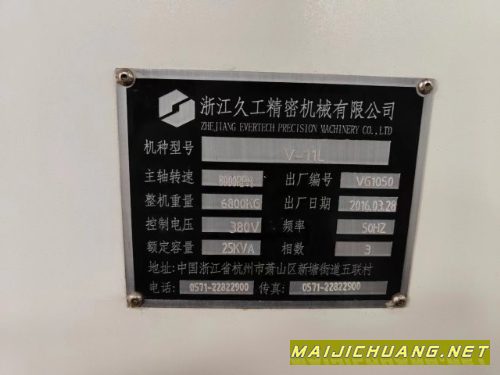 浙江久工精密机械有限公司
ZHEJIANG EVERTECH PRECISION MACHINERY CO.,LTD
机种型号 V-11L
主轴转速 8000RPM 出厂编号 VG1050
整机重量 6800KG 出厂日期 2016.03.28
控制电压 380V 频率 50HZ
额定容量 25KVA 相数 3
地址:中国浙江省杭州市萧山区新塘街道五联村
电话: 0571-22822900 传真: 0571-22822900
MAIJICHUANG.NET